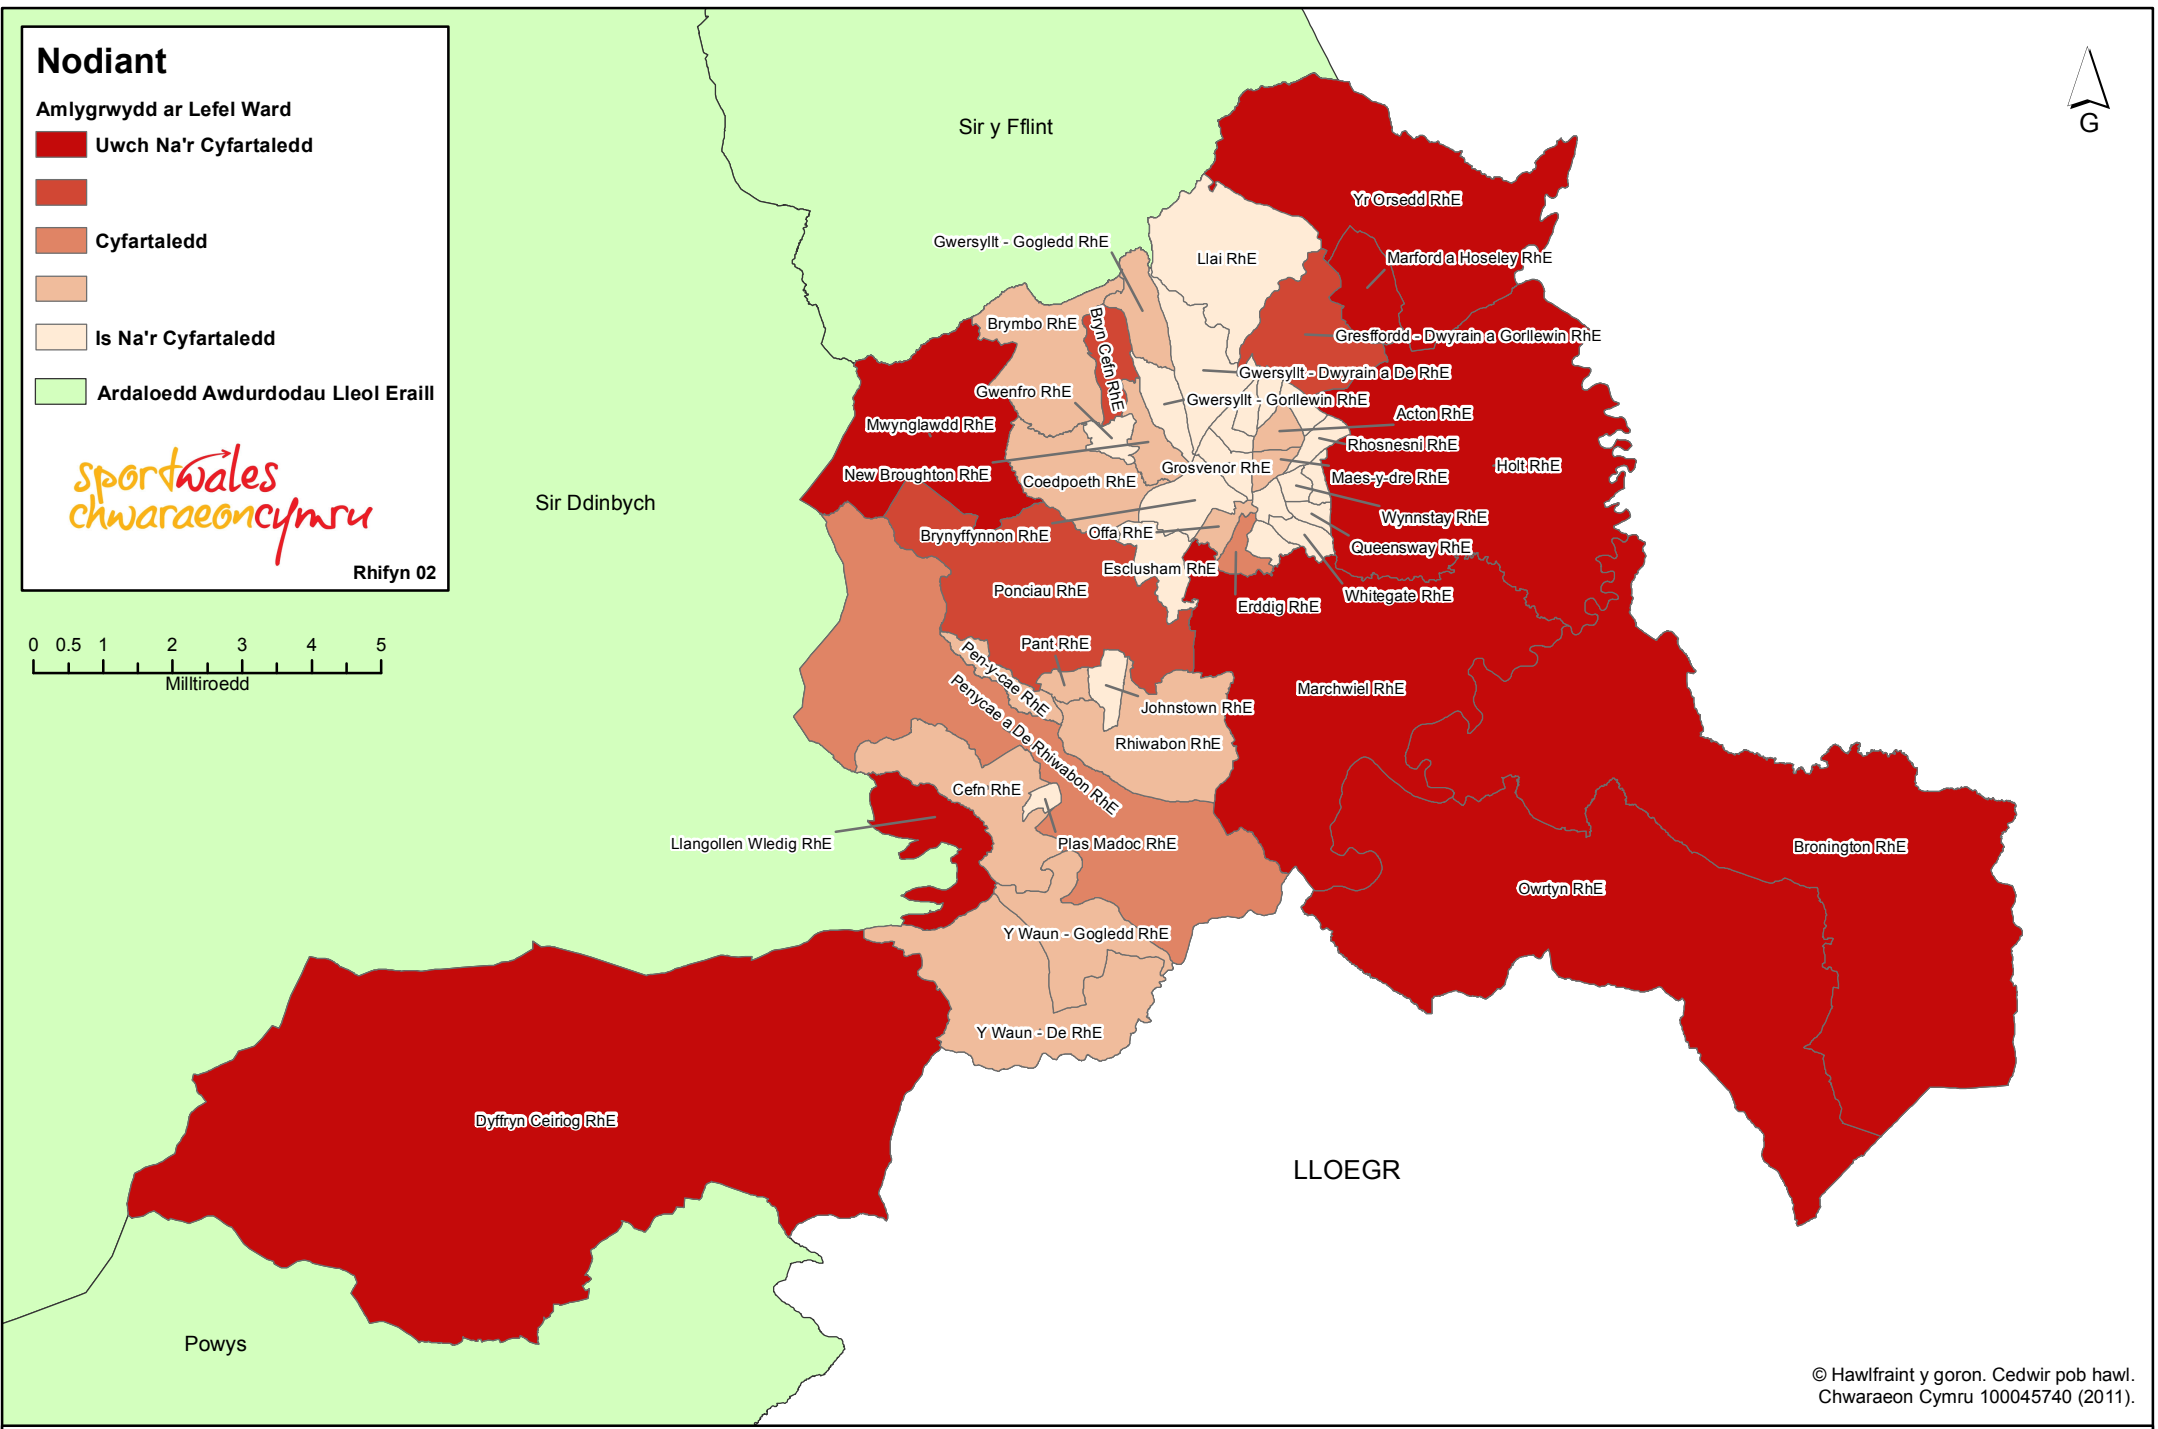 Nodiant
Amlygrwydd ar Lefel Ward
Uwch Na'r Cyfartaledd
Cyfartaledd
Is Na'r Cyfartaledd
Ardaloedd Awdurdodau Lleol Eraill
sportwales
chwaraeoncymru
Rhifyn 02
0 0.5 1 2 3 4 5
Milltiroedd
G
Sir y Fflint
Yr Orsedd RhE
Gwersyllt - Gogledd RhE
Llai RhE
Marford a Hoseley RhE
Brymbo RhE
Bryn Cefn RhE
Gresffordd - Dwyrain a Gorllewin RhE
Gwersyllt - Dwyrain a De RhE
Gwenfro RhE
Gwersyllt - Gorllewin RhE
Acton RhE
Mwynglawdd RhE
Rhosnesni RhE
Grosvenor RhE
Holt RhE
New Broughton RhE
Coedpoeth RhE
Maes-y-dre RhE
Sir Ddinbych
Wynnstay RhE
Brynyffynnon RhE
Offa RhE
Queensway RhE
Esclusham RhE
Ponciau RhE
Whitegate RhE
Erddig RhE
Pant RhE
Pen-y-cae RhE
Marchwiel RhE
Johnstown RhE
Penycae a De Rhiwabon RhE
Rhiwabon RhE
Cefn RhE
Llangollen Wledig RhE
Plas Madoc RhE
Bronington RhE
Owrtyn RhE
Y Waun - Gogledd RhE
Y Waun - De RhE
Dyffryn Ceiriog RhE
LLOEGR
Powys
© Hawlfraint y goron. Cedwir pob hawl.
Chwaraeon Cymru 100045740 (2011).